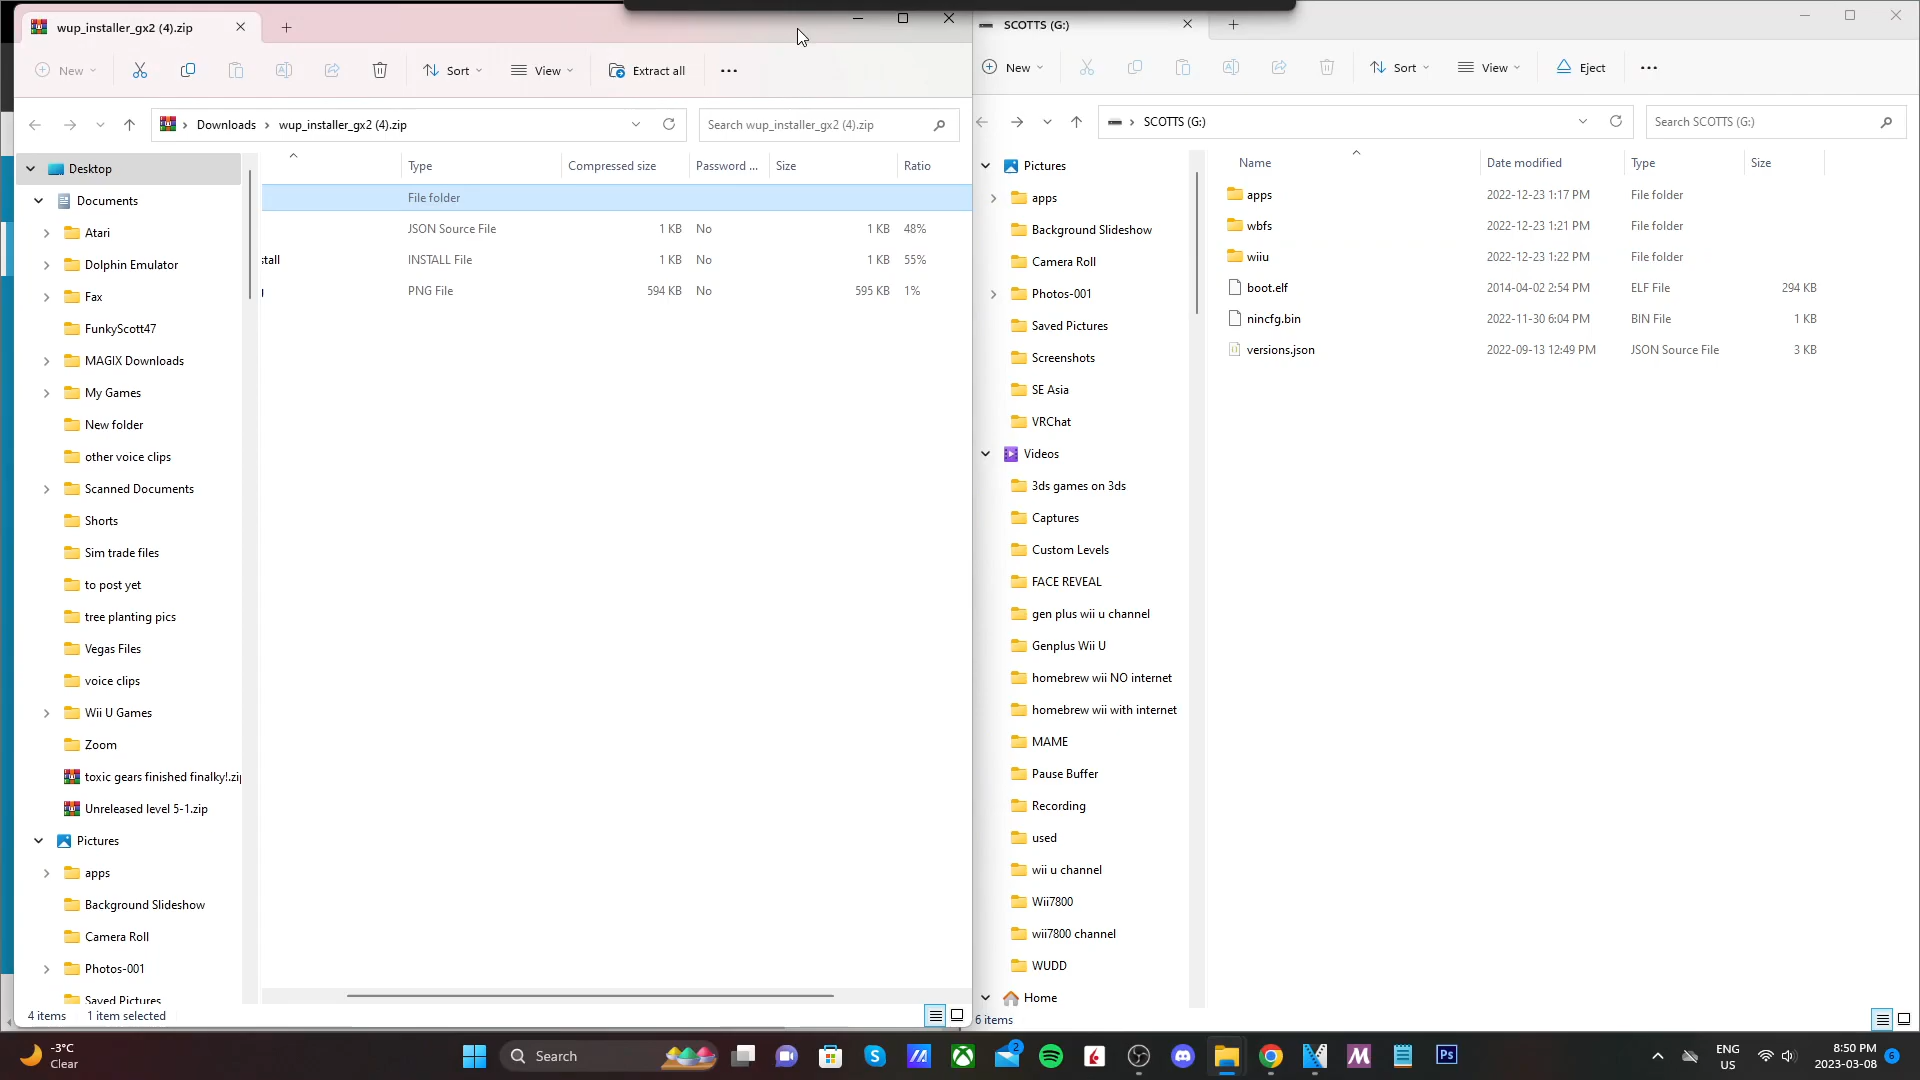 wup_installer_gx2 (4).zip
New
Sort
View
Extract all
Downloads
wup_installer_gx2 (4).zip
Search wup_installer_gx2 (4).zip
Desktop
Documents
Atari
Dolphin Emulator
Fax
FunkyScott47
MAGIX Downloads
My Games
New folder
other voice clips
Scanned Documents
Shorts
Sim trade files
to post yet
tree planting pics
Vegas Files
voice clips
Wii U Games
Zoom
toxic gears finished finalky!.zip
Unreleased level 5-1.zip
Pictures
apps
Background Slideshow
Camera Roll
Photos-001
Saved Pictures
Type Compressed size Password ... Size Ratio
File folder
JSON Source File 1 KB No 1 KB 48%
stall INSTALL File 1 KB No 1 KB 55%
PNG File 594 KB No 595 KB 1%
4 items 1 item selected
SCOTTS (G:)
New
Sort
View
Eject
SCOTTS (G:)
Search SCOTTS (G:)
Pictures
apps
Background Slideshow
Camera Roll
Photos-001
Saved Pictures
Screenshots
SE Asia
VRChat
Videos
3ds games on 3ds
Captures
Custom Levels
FACE REVEAL
gen plus wii u channel
Genplus Wii U
homebrew wii NO internet
homebrew wii with internet
MAME
Pause Buffer
Recording
used
wii u channel
Wii7800
wii7800 channel
WUDD
Home
Name Date modified Type Size
apps 2022-12-23 1:17 PM File folder
wbfs 2022-12-23 1:21 PM File folder
wiiu 2022-12-23 1:22 PM File folder
boot.elf 2014-04-02 2:54 PM ELF File 294 KB
nincfg.bin 2022-11-30 6:04 PM BIN File 1 KB
versions.json 2022-09-13 12:49 PM JSON Source File 3 KB
6 items
-3°C
Clear
Search
2
Ps
ENG
US
8:50 PM
2023-03-08
6